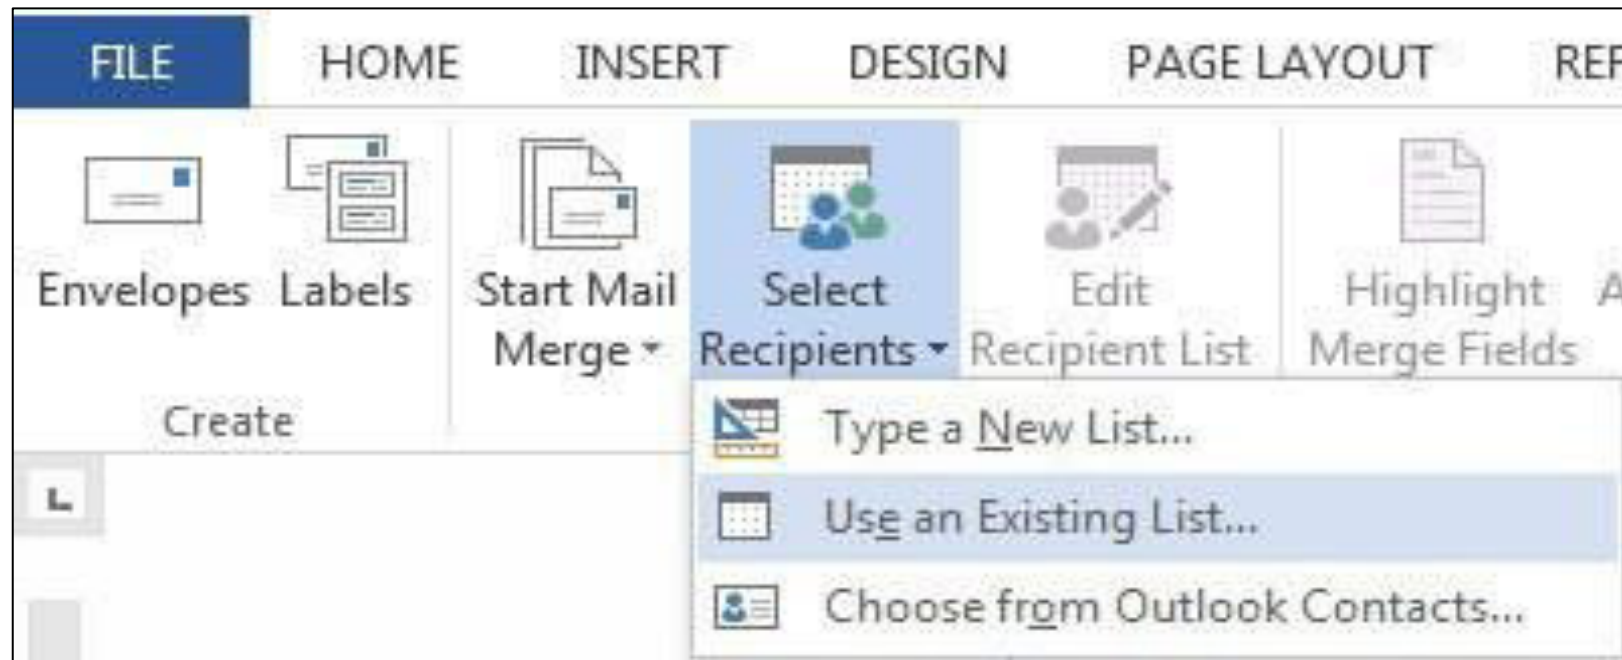 FILE HOME INSERT DESIGN PAGE LAYOUT REF
Envelopes Labels Start Mail Select Edit Highlight A
Merge Recipients Recipient List Merge Fields
Create
Type a New List...
Use an Existing List...
Choose from Outlook Contacts...